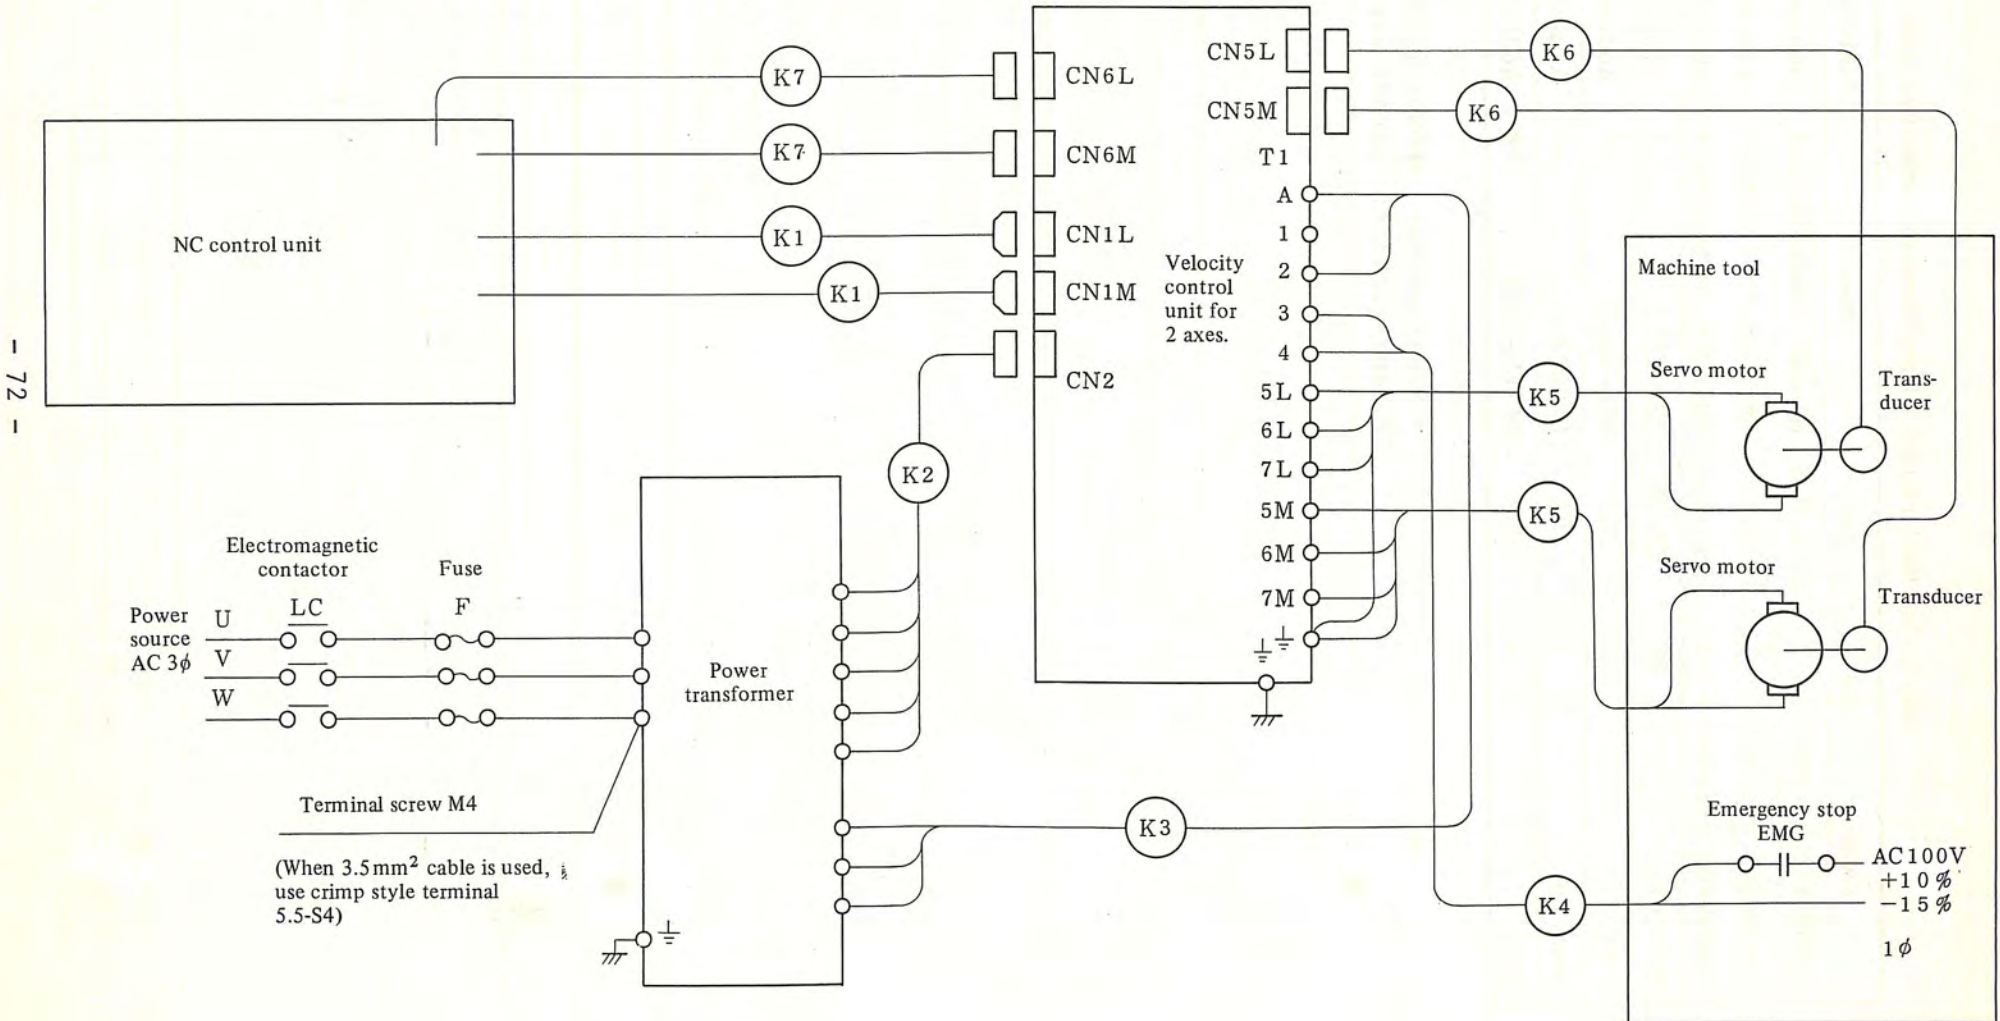 - 72 -
NC control unit
K7
K7
K1
K1
CN6L
CN6M
CN1L
CN1M
CN2
K2
Velocity
control
unit for
2 axes.
CN5L
CN5M
T1
A
1
2
3
4
5L
6L
7L
5M
6M
7M
K6
K6
K5
K5
Machine tool
Servo motor
Trans-
ducer
Servo motor
Transducer
Electromagnetic
contactor
LC
Fuse
F
Power
source
AC 3ϕ
U
V
W
Power
transformer
Terminal screw M4
(When 3.5mm² cable is used,
use crimp style terminal
5.5-S4)
K3
K4
Emergency stop
EMG
AC100V
+10%
−15%
1ϕ